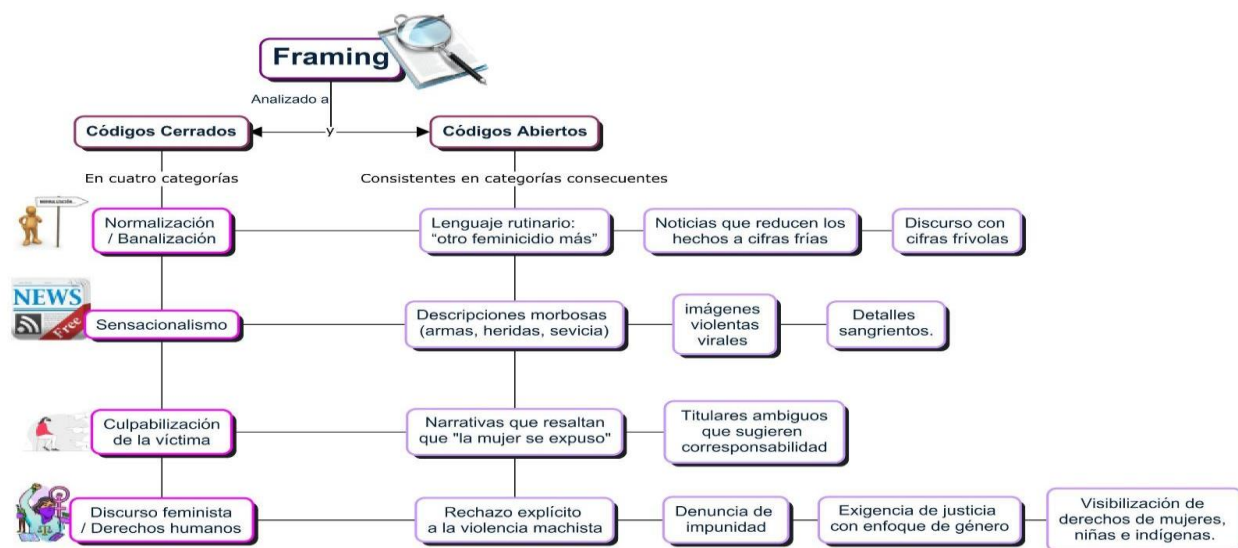 Framing
Analizado a
Códigos Cerrados
y
Códigos Abiertos
En cuatro categorías
Consistentes en categorías consecuentes
NORMALIZACIÓN...
Normalización
/ Banalización
Lenguaje rutinario:
“otro feminicidio más”
Noticias que reducen los
hechos a cifras frías
Discurso con
cifras frívolas
NEWS
Free
Sensacionalismo
Descripciones morbosas
(armas, heridas, sevicia)
imágenes
violentas
virales
Detalles
sangrientos.
Culpabilización
de la víctima
Narrativas que resaltan
que "la mujer se expuso"
Titulares ambiguos
que sugieren
corresponsabilidad
Discurso feminista
/ Derechos humanos
Rechazo explícito
a la violencia machista
Denuncia de
impunidad
Exigencia de justicia
con enfoque de género
Visibilización de
derechos de mujeres,
niñas e indígenas.